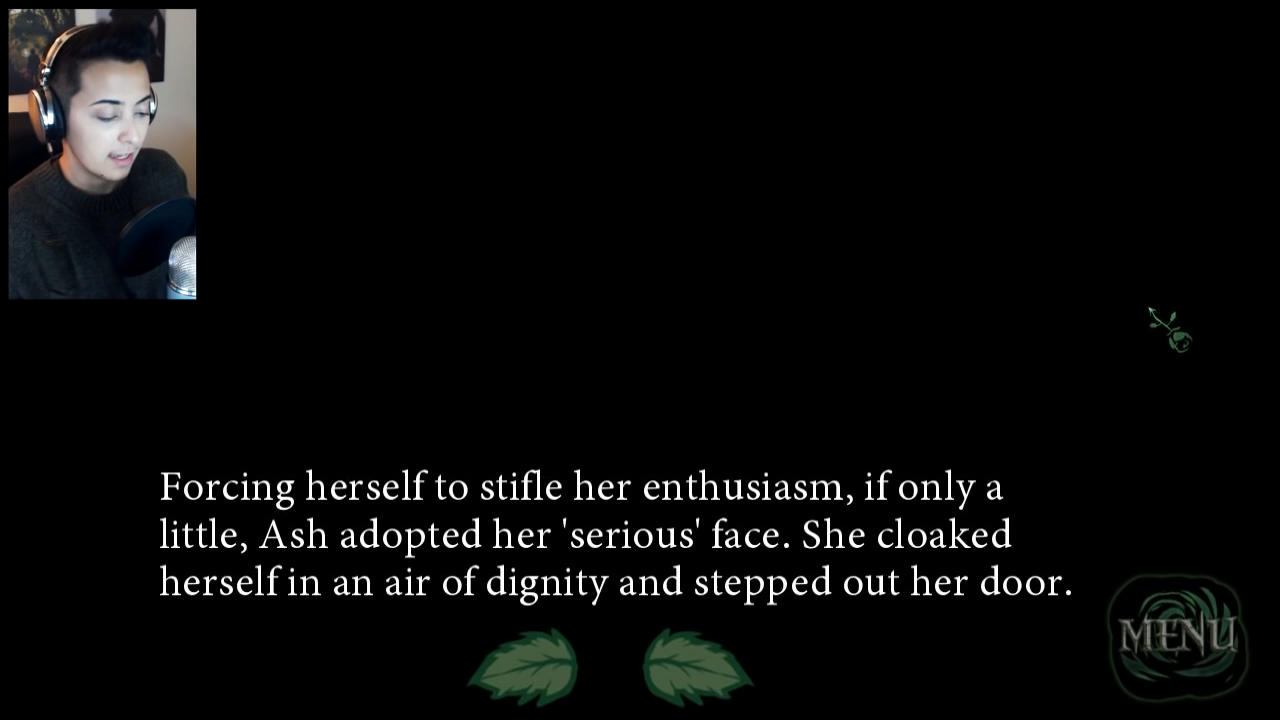 Forcing herself to stifle her enthusiasm, if only a
little, Ash adopted her 'serious' face. She cloaked
herself in an air of dignity and stepped out her door.
MENU